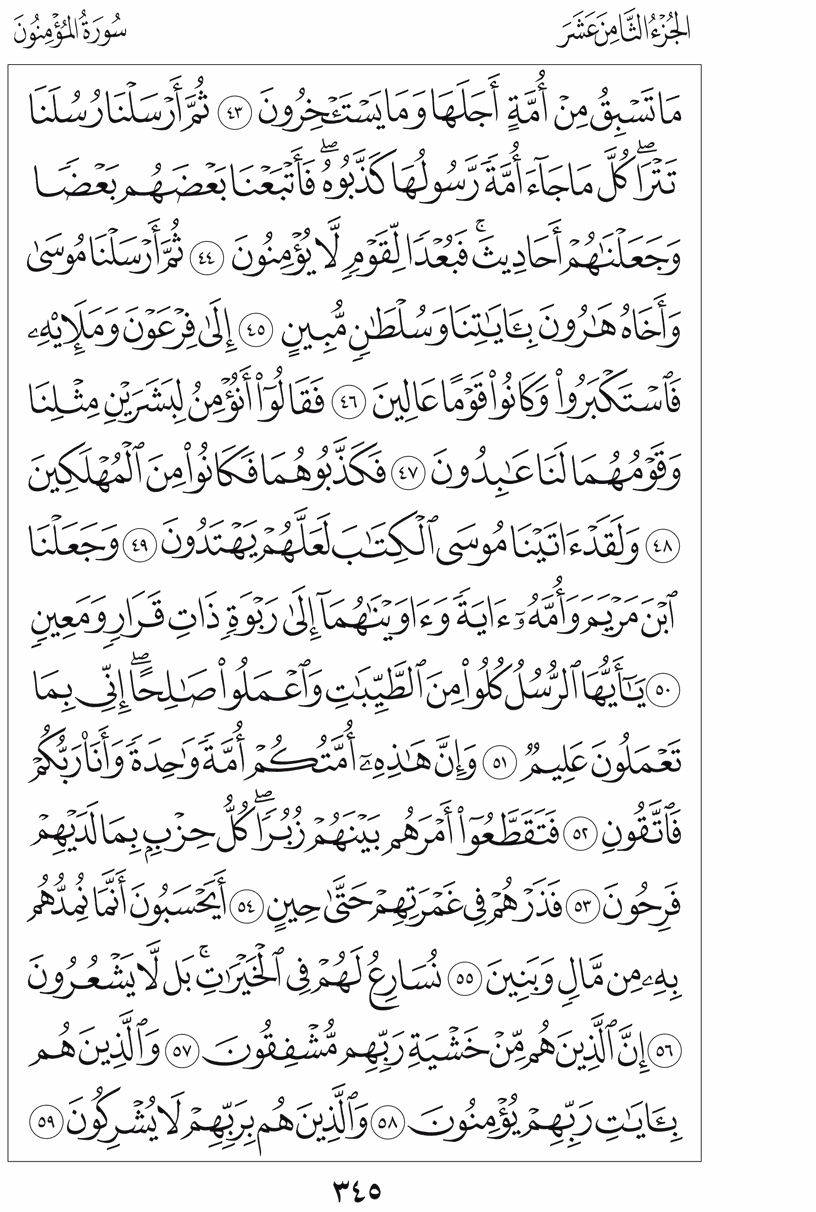 الجُزْءُ الثَّامِنَ عَشَرَ
سُورَةُ المُؤْمِنُونَ
مَا تَسْبِقُ مِنْ أُمَّةٍ أَجَلَهَا وَمَا يَسْتَـْٔخِرُونَ ٤٣ ثُمَّ أَرْسَلْنَا رُسُلَنَا
تَتْرَاۖ كُلَّ مَا جَآءَ أُمَّةٗ رَّسُولُهَا كَذَّبُوهُۖ فَأَتْبَعْنَا بَعْضَهُم بَعْضٗا
وَجَعَلْنَٰهُمْ أَحَادِيثَۚ فَبُعْدٗا لِّقَوْمٖ لَّا يُؤْمِنُونَ ٤٤ ثُمَّ أَرْسَلْنَا مُوسَىٰ
وَأَخَاهُ هَٰرُونَ بِـَٔايَٰتِنَا وَسُلْطَٰنٖ مُّبِينٍ ٤٥ إِلَىٰ فِرْعَوْنَ وَمَلَإِيْهِۦ
فَٱسْتَكْبَرُوا۟ وَكَانُوا۟ قَوْمًا عَالِينَ ٤٦ فَقَالُوٓا۟ أَنُؤْمِنُ لِبَشَرَيْنِ مِثْلِنَا
وَقَوْمُهُمَا لَنَا عَٰبِدُونَ ٤٧ فَكَذَّبُوهُمَا فَكَانُوا۟ مِنَ ٱلْمُهْلَكِينَ
٤٨ وَلَقَدْ ءَاتَيْنَا مُوسَى ٱلْكِتَٰبَ لَعَلَّهُمْ يَهْتَدُونَ ٤٩ وَجَعَلْنَا
ٱبْنَ مَرْيَمَ وَأُمَّهُۥٓ ءَايَةٗ وَءَاوَيْنَٰهُمَآ إِلَىٰ رَبْوَةٖ ذَاتِ قَرَارٖ وَمَعِينٖ
٥٠ يَٰٓأَيُّهَا ٱلرُّسُلُ كُلُوا۟ مِنَ ٱلطَّيِّبَٰتِ وَٱعْمَلُوا۟ صَٰلِحًاۖ إِنِّي بِمَا
تَعْمَلُونَ عَلِيمٞ ٥١ وَإِنَّ هَٰذِهِۦٓ أُمَّتُكُمْ أُمَّةٗ وَٰحِدَةٗ وَأَنَا۠ رَبُّكُمْ
فَٱتَّقُونِ ٥٢ فَتَقَطَّعُوٓا۟ أَمْرَهُم بَيْنَهُمْ زُبُرٗاۖ كُلُّ حِزْبِۭ بِمَا لَدَيْهِمْ
فَرِحُونَ ٥٣ فَذَرْهُمْ فِي غَمْرَتِهِمْ حَتَّىٰ حِينٍ ٥٤ أَيَحْسَبُونَ أَنَّمَا نُمِدُّهُم
بِهِۦ مِن مَّالٖ وَبَنِينَ ٥٥ نُسَارِعُ لَهُمْ فِي ٱلْخَيْرَٰتِۚ بَل لَّا يَشْعُرُونَ
٥٦ إِنَّ ٱلَّذِينَ هُم مِّنْ خَشْيَةِ رَبِّهِم مُّشْفِقُونَ ٥٧ وَٱلَّذِينَ هُم
بِـَٔايَٰتِ رَبِّهِمْ يُؤْمِنُونَ ٥٨ وَٱلَّذِينَ هُم بِرَبِّهِمْ لَا يُشْرِكُونَ ٥٩
٣٤٥